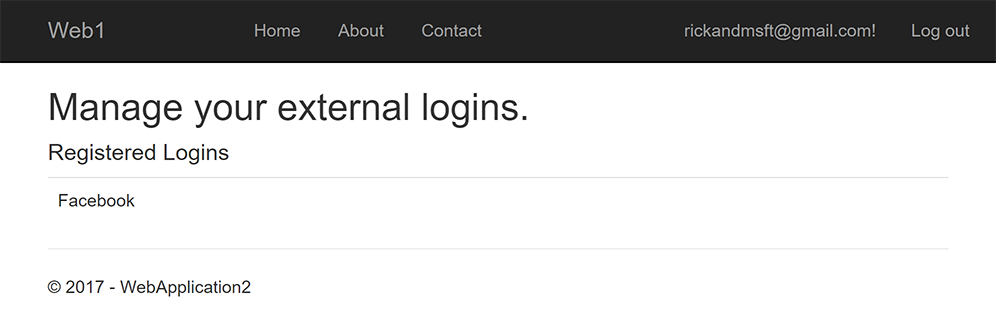 Web1 Home About Contact rickandmsft@gmail.com! Log out
Manage your external logins.
Registered Logins
Facebook
© 2017 - WebApplication2